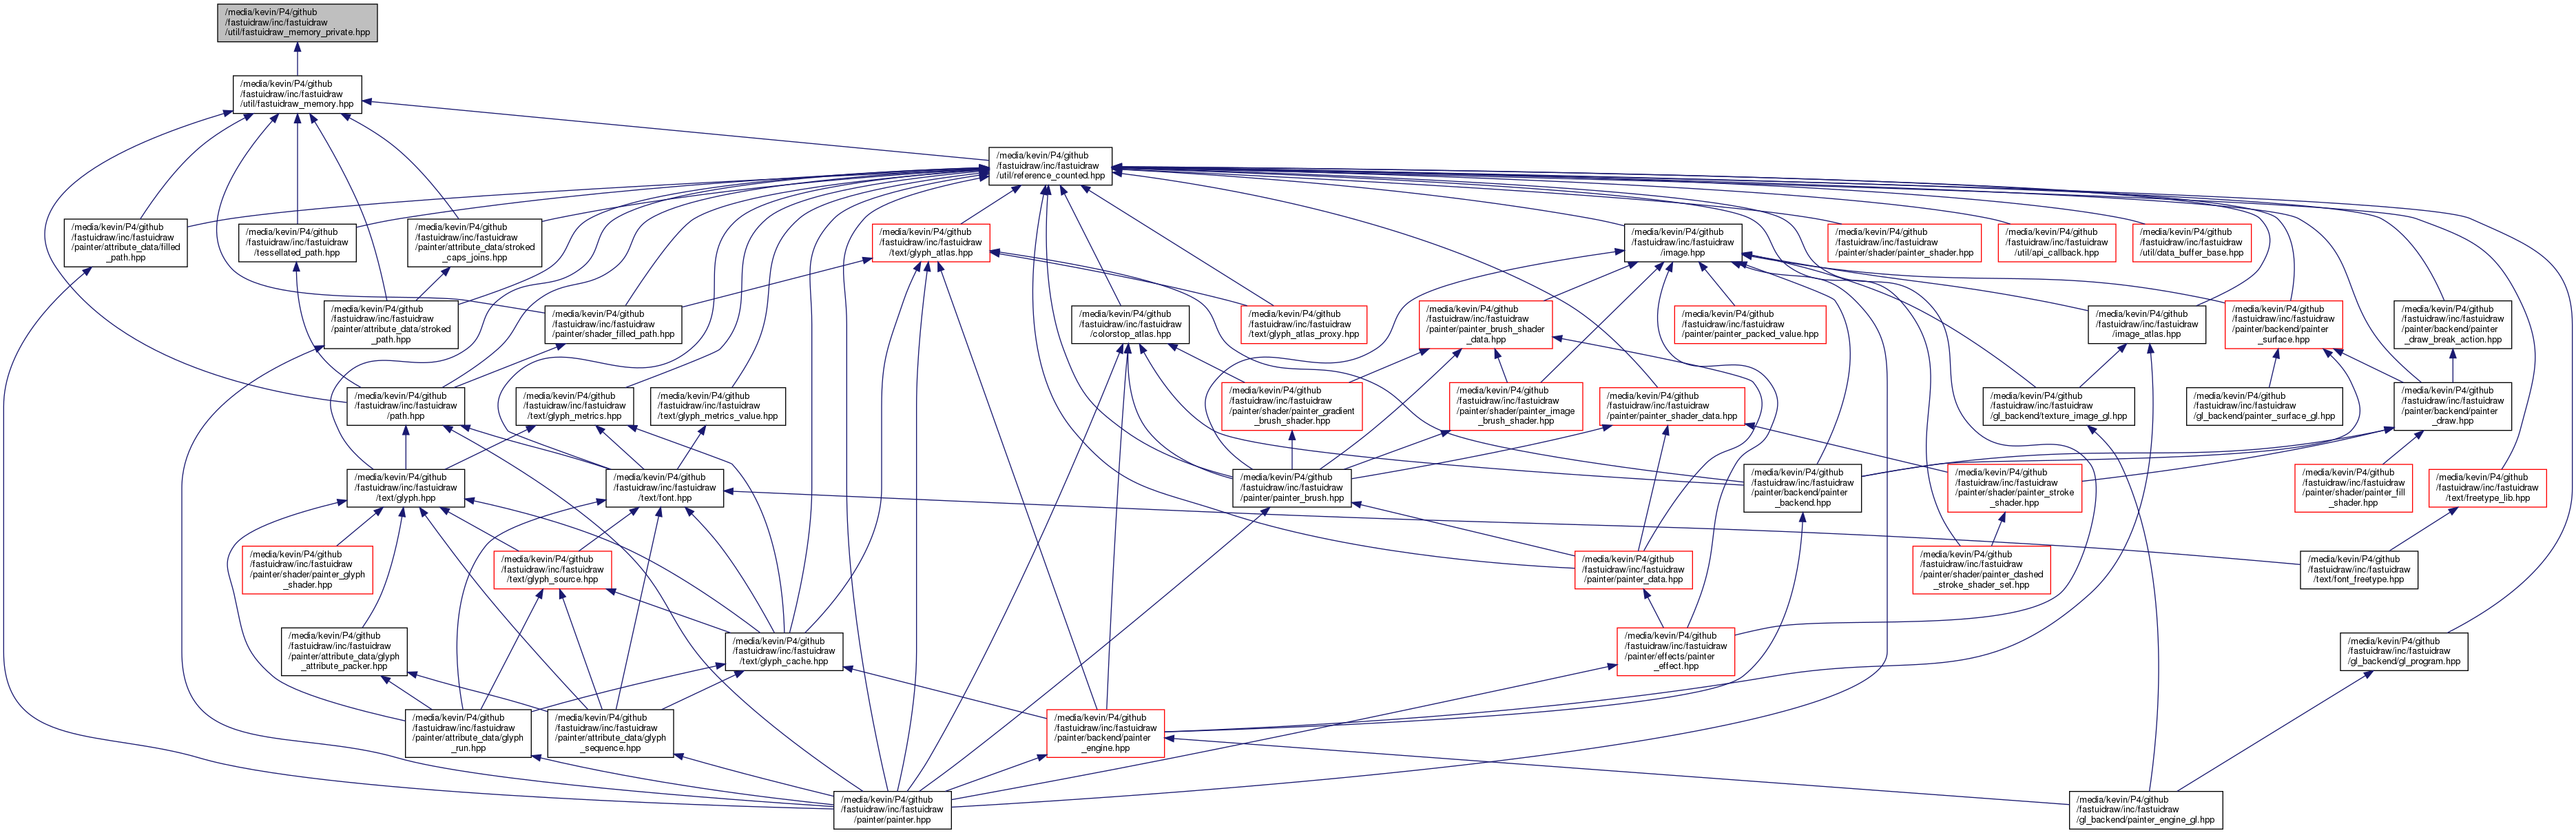 /media/kevin/P4/github
/fastuidraw/inc/fastuidraw
/util/fastuidraw_memory_private.hpp
/media/kevin/P4/github
/fastuidraw/inc/fastuidraw
/util/fastuidraw_memory.hpp
/media/kevin/P4/github
/fastuidraw/inc/fastuidraw
/util/reference_counted.hpp
/media/kevin/P4/github
/fastuidraw/inc/fastuidraw
/painter/attribute_data/filled
_path.hpp
/media/kevin/P4/github
/fastuidraw/inc/fastuidraw
/tessellated_path.hpp
/media/kevin/P4/github
/fastuidraw/inc/fastuidraw
/painter/attribute_data/stroked
_caps_joins.hpp
/media/kevin/P4/github
/fastuidraw/inc/fastuidraw
/text/glyph_atlas.hpp
/media/kevin/P4/github
/fastuidraw/inc/fastuidraw
/image.hpp
/media/kevin/P4/github
/fastuidraw/inc/fastuidraw
/painter/shader/painter_shader.hpp
/media/kevin/P4/github
/fastuidraw/inc/fastuidraw
/util/api_callback.hpp
/media/kevin/P4/github
/fastuidraw/inc/fastuidraw
/util/data_buffer_base.hpp
/media/kevin/P4/github
/fastuidraw/inc/fastuidraw
/painter/attribute_data/stroked
_path.hpp
/media/kevin/P4/github
/fastuidraw/inc/fastuidraw
/painter/shader_filled_path.hpp
/media/kevin/P4/github
/fastuidraw/inc/fastuidraw
/colorstop_atlas.hpp
/media/kevin/P4/github
/fastuidraw/inc/fastuidraw
/text/glyph_atlas_proxy.hpp
/media/kevin/P4/github
/fastuidraw/inc/fastuidraw
/painter/painter_brush_shader
_data.hpp
/media/kevin/P4/github
/fastuidraw/inc/fastuidraw
/painter/painter_packed_value.hpp
/media/kevin/P4/github
/fastuidraw/inc/fastuidraw
/image_atlas.hpp
/media/kevin/P4/github
/fastuidraw/inc/fastuidraw
/painter/backend/painter
_surface.hpp
/media/kevin/P4/github
/fastuidraw/inc/fastuidraw
/painter/backend/painter
_draw_break_action.hpp
/media/kevin/P4/github
/fastuidraw/inc/fastuidraw
/path.hpp
/media/kevin/P4/github
/fastuidraw/inc/fastuidraw
/text/glyph_metrics.hpp
/media/kevin/P4/github
/fastuidraw/inc/fastuidraw
/text/glyph_metrics_value.hpp
/media/kevin/P4/github
/fastuidraw/inc/fastuidraw
/painter/shader/painter_gradient
_brush_shader.hpp
/media/kevin/P4/github
/fastuidraw/inc/fastuidraw
/painter/shader/painter_image
_brush_shader.hpp
/media/kevin/P4/github
/fastuidraw/inc/fastuidraw
/painter/painter_shader_data.hpp
/media/kevin/P4/github
/fastuidraw/inc/fastuidraw
/gl_backend/texture_image_gl.hpp
/media/kevin/P4/github
/fastuidraw/inc/fastuidraw
/gl_backend/painter_surface_gl.hpp
/media/kevin/P4/github
/fastuidraw/inc/fastuidraw
/painter/backend/painter
_draw.hpp
/media/kevin/P4/github
/fastuidraw/inc/fastuidraw
/text/glyph.hpp
/media/kevin/P4/github
/fastuidraw/inc/fastuidraw
/text/font.hpp
/media/kevin/P4/github
/fastuidraw/inc/fastuidraw
/painter/painter_brush.hpp
/media/kevin/P4/github
/fastuidraw/inc/fastuidraw
/painter/backend/painter
_backend.hpp
/media/kevin/P4/github
/fastuidraw/inc/fastuidraw
/painter/shader/painter_stroke
_shader.hpp
/media/kevin/P4/github
/fastuidraw/inc/fastuidraw
/painter/shader/painter_fill
_shader.hpp
/media/kevin/P4/github
/fastuidraw/inc/fastuidraw
/text/freetype_lib.hpp
/media/kevin/P4/github
/fastuidraw/inc/fastuidraw
/painter/shader/painter_glyph
_shader.hpp
/media/kevin/P4/github
/fastuidraw/inc/fastuidraw
/text/glyph_source.hpp
/media/kevin/P4/github
/fastuidraw/inc/fastuidraw
/painter/painter_data.hpp
/media/kevin/P4/github
/fastuidraw/inc/fastuidraw
/painter/shader/painter_dashed
_stroke_shader_set.hpp
/media/kevin/P4/github
/fastuidraw/inc/fastuidraw
/text/font_freetype.hpp
/media/kevin/P4/github
/fastuidraw/inc/fastuidraw
/painter/attribute_data/glyph
_attribute_packer.hpp
/media/kevin/P4/github
/fastuidraw/inc/fastuidraw
/text/glyph_cache.hpp
/media/kevin/P4/github
/fastuidraw/inc/fastuidraw
/painter/effects/painter
_effect.hpp
/media/kevin/P4/github
/fastuidraw/inc/fastuidraw
/gl_backend/gl_program.hpp
/media/kevin/P4/github
/fastuidraw/inc/fastuidraw
/painter/attribute_data/glyph
_run.hpp
/media/kevin/P4/github
/fastuidraw/inc/fastuidraw
/painter/attribute_data/glyph
_sequence.hpp
/media/kevin/P4/github
/fastuidraw/inc/fastuidraw
/painter/backend/painter
_engine.hpp
/media/kevin/P4/github
/fastuidraw/inc/fastuidraw
/painter/painter.hpp
/media/kevin/P4/github
/fastuidraw/inc/fastuidraw
/gl_backend/painter_engine_gl.hpp